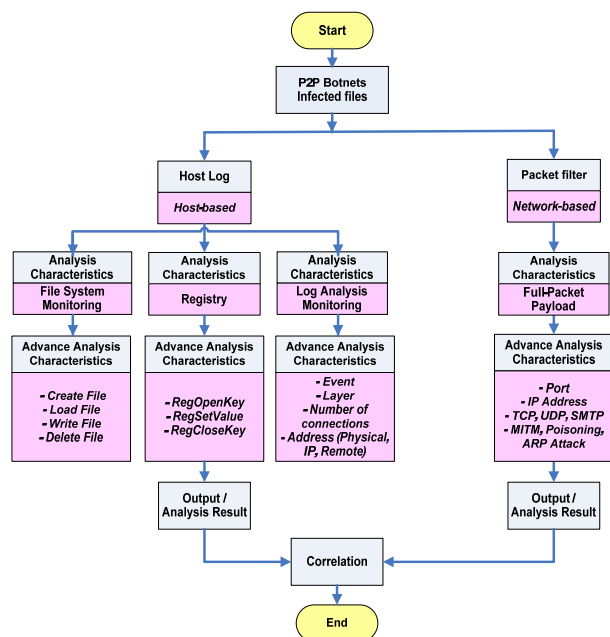 Start
P2P Botnets
Infected files
Host Log
Host-based
Packet filter
Network-based
Analysis
Characteristics
File System
Monitoring
Analysis
Characteristics
Registry
Analysis
Characteristics
Log Analysis
Monitoring
Analysis
Characteristics
Full-Packet
Payload
Advance Analysis
Characteristics
- Create File
- Load File
- Write File
- Delete File
Advance Analysis
Characteristics
- RegOpenKey
- RegSetValue
- RegCloseKey
Advance Analysis
Characteristics
- Event
- Layer
- Number of
connections
- Address (Physical,
IP, Remote)
Advance Analysis
Characteristics
- Port
- IP Address
- TCP, UDP, SMTP
- MITM, Poisoning,
ARP Attack
Output /
Analysis Result
Output /
Analysis Result
Correlation
End